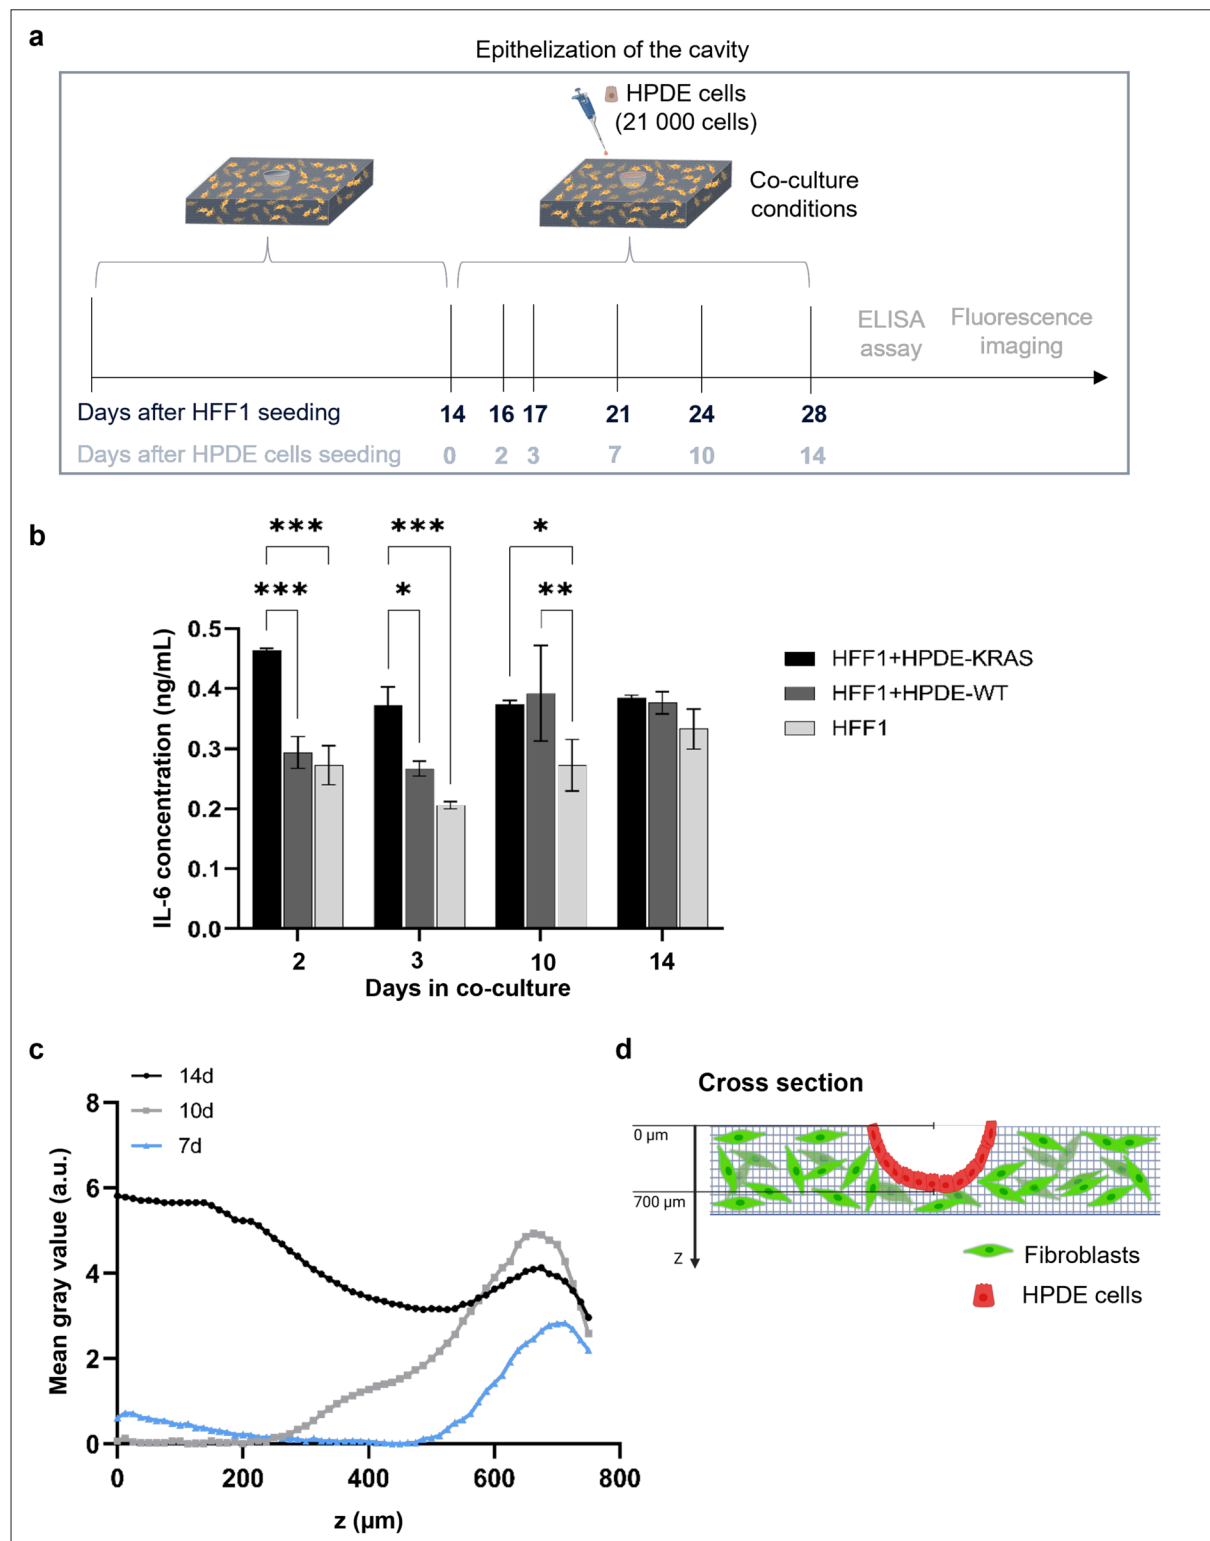 a
Epithelization of the cavity
HPDE cells
(21 000 cells)
Co-culture
conditions
ELISA
assay
Fluorescence
imaging
Days after HFF1 seeding 14 16 17 21 24 28
Days after HPDE cells seeding 0 2 3 7 10 14
b
*** *** *
*** * **
IL-6 concentration (ng/mL)
0.5
0.4
0.3
0.2
0.1
0.0
2 3 10 14
Days in co-culture
HFF1+HPDE-KRAS
HFF1+HPDE-WT
HFF1
c
14d
10d
7d
Mean gray value (a.u.)
8
6
4
2
0
0 200 400 600 800
z (µm)
d
Cross section
0 µm
700 µm
z
Fibroblasts
HPDE cells